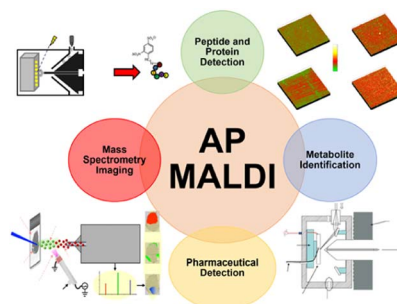 Peptide and
Protein Detection
AP
MALDI
Mass
Spectrometry
Imaging
Metabolite
Identification
Pharmaceutical
Detection